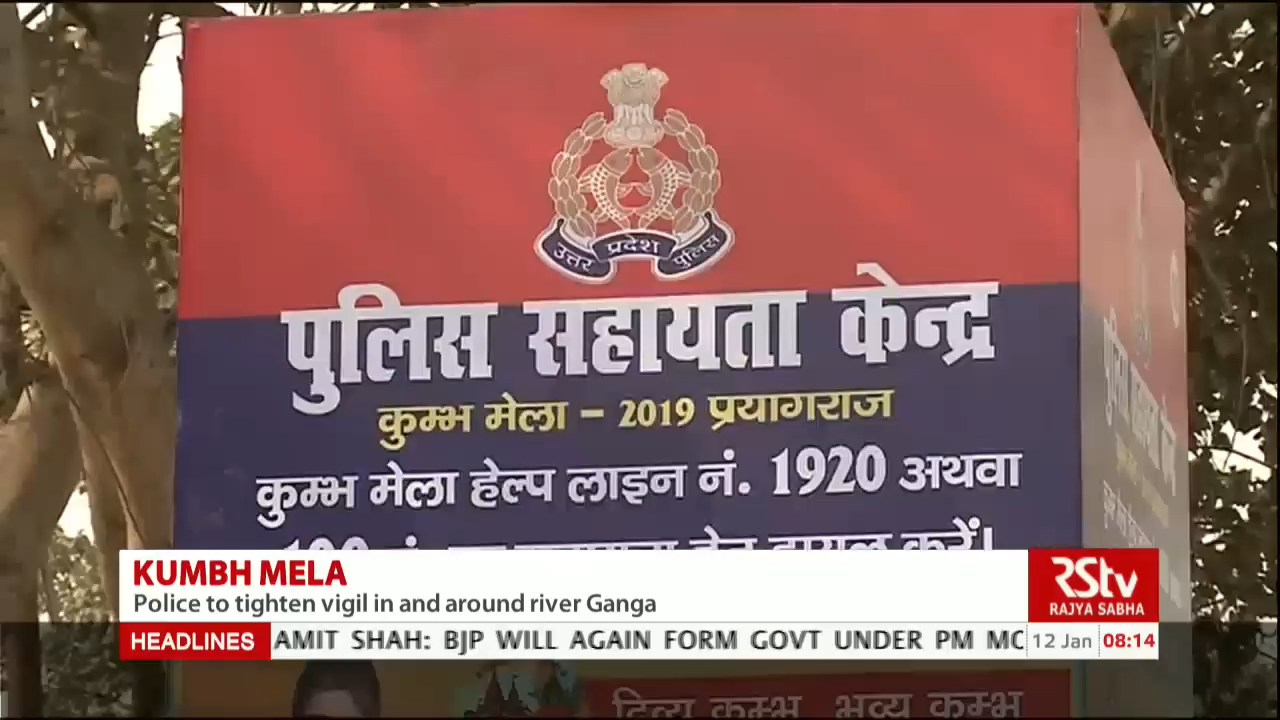 उत्तर प्रदेश पुलिस
पुलिस सहायता केन्द्र
कुम्भ मेला - 2019 प्रयागराज
कुम्भ मेला हेल्प लाइन नं. 1920 अथवा
डायल करें।
KUMBH MELA
Police to tighten vigil in and around river Ganga
RStv
RAJYA SABHA
HEADLINES AMIT SHAH: BJP WILL AGAIN FORM GOVT UNDER PM 12 Jan 08:14
दिव्य कुम्भ, भव्य कुम्भ